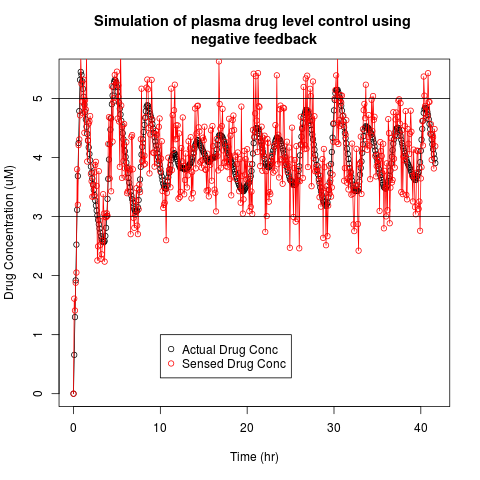 Simulation of plasma drug level control using
negative feedback
Drug Concentration (uM)
5
4
3
2
1
0
Actual Drug Conc
Sensed Drug Conc
0 10 20 30 40
Time (hr)